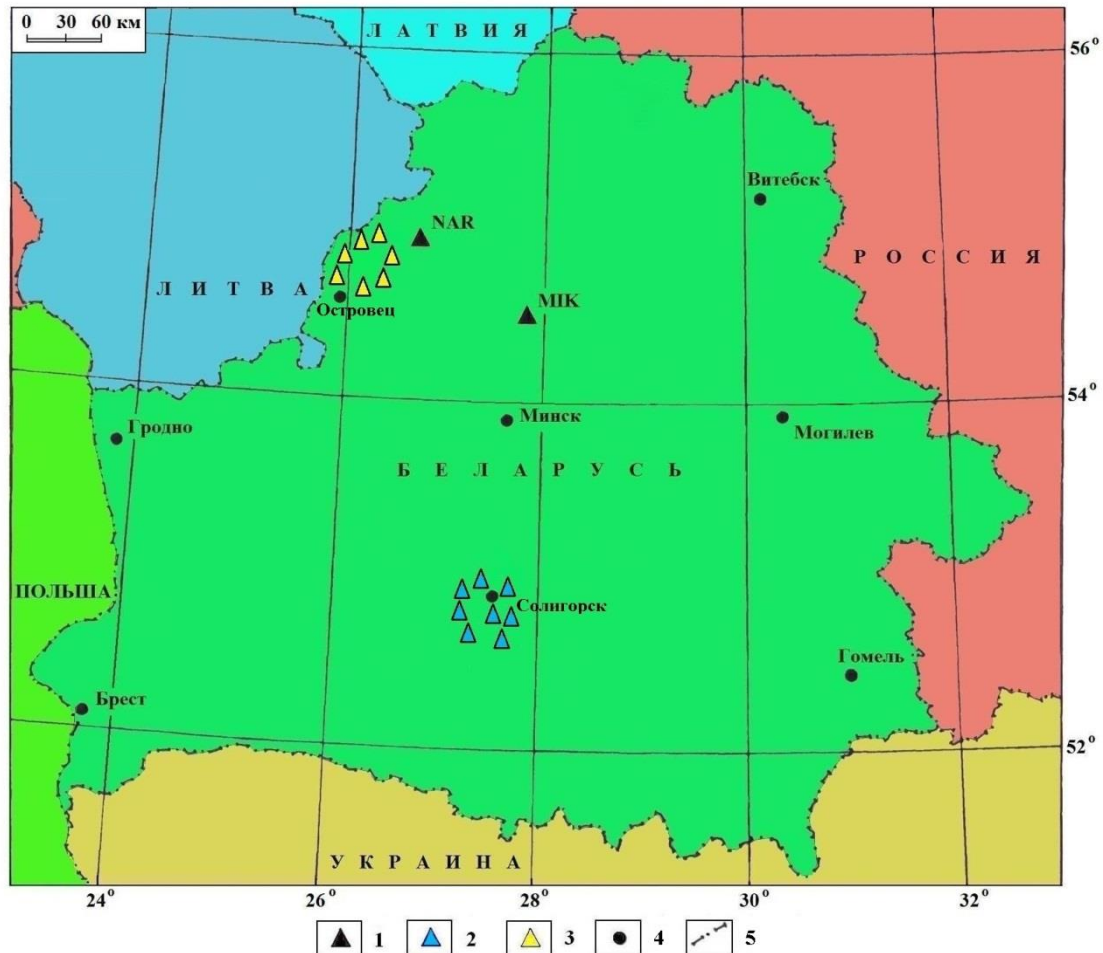 0 30 60 км
ЛАТВИЯ
56°
Витебск
NAR
РОССИЯ
ЛИТВА
MIK
Островец
54°
Гродно
Минск
Могилев
БЕЛАРУСЬ
ПОЛЬША
Солигорск
Гомель
Брест
52°
УКРАИНА
24° 26° 28° 30° 32°
1 2 3 4 5